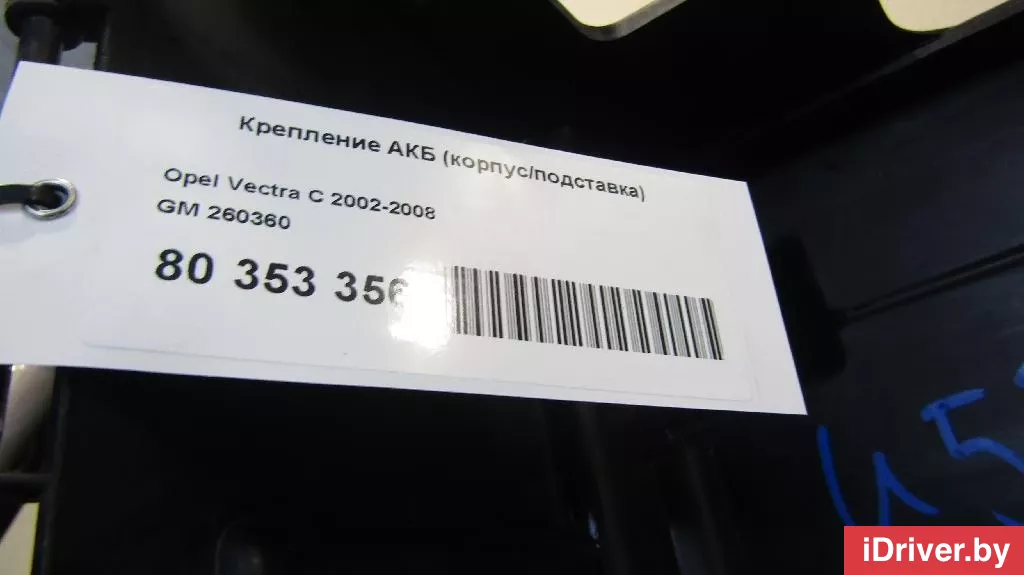 Крепление АКБ (корпус/подставка)
Opel Vectra C 2002-2008
GM 260360
80 353 356
iDriver.by